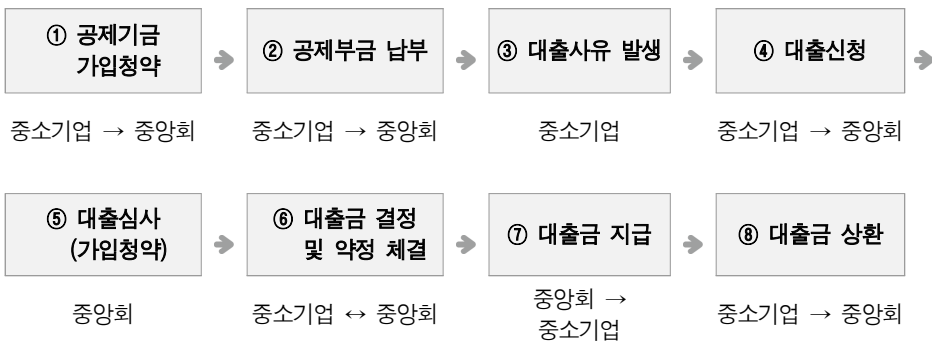 ① 공제기금
가입청약
② 공제부금 납부
③ 대출사유 발생
④ 대출신청
중소기업 → 중앙회
중소기업 → 중앙회
중소기업
중소기업 → 중앙회
⑤ 대출심사
(가입청약)
⑥ 대출금 결정
및 약정 체결
⑦ 대출금 지급
⑧ 대출금 상환
중앙회
중소기업 ↔ 중앙회
중앙회 →
중소기업
중소기업 → 중앙회